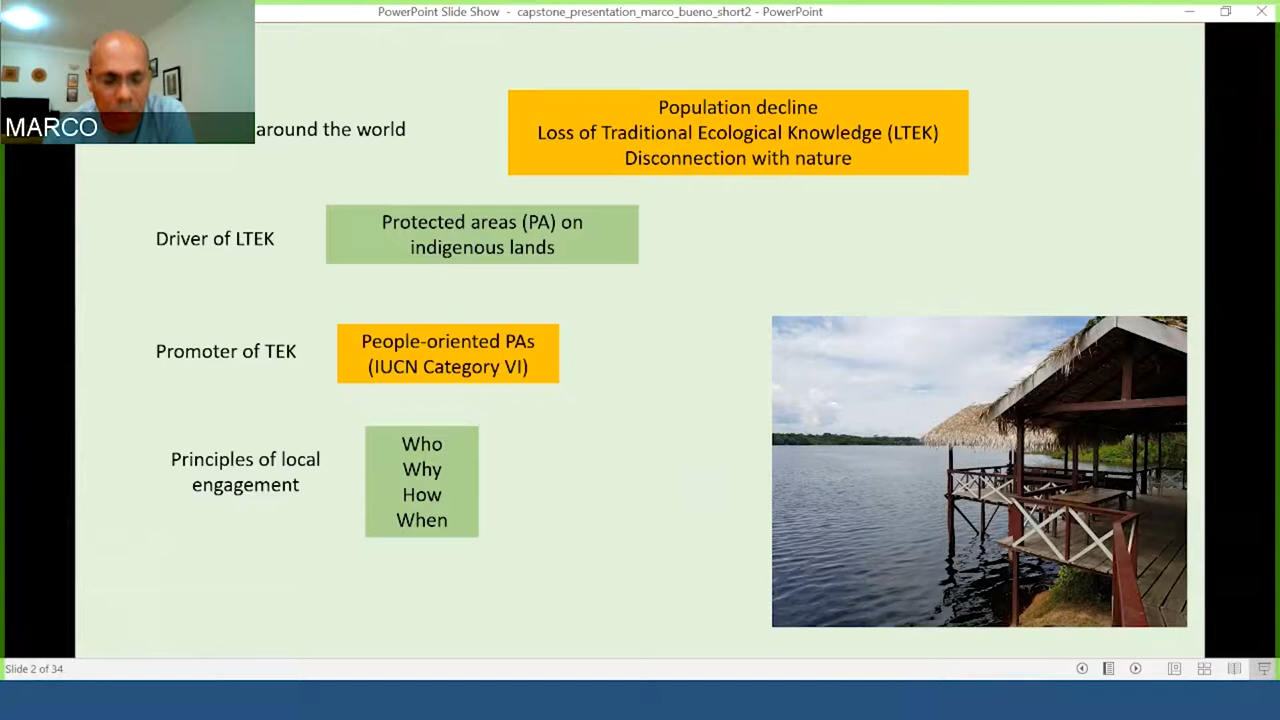 PowerPoint Slide Show - capstone_presentation_marco_bueno_short2 - PowerPoint
MARCO
around the world
Population decline
Loss of Traditional Ecological Knowledge (LTEK)
Disconnection with nature
Driver of LTEK
Protected areas (PA) on
indigenous lands
Promoter of TEK
People-oriented PAs
(IUCN Category VI)
Principles of local
engagement
Who
Why
How
When
Slide 2 of 34